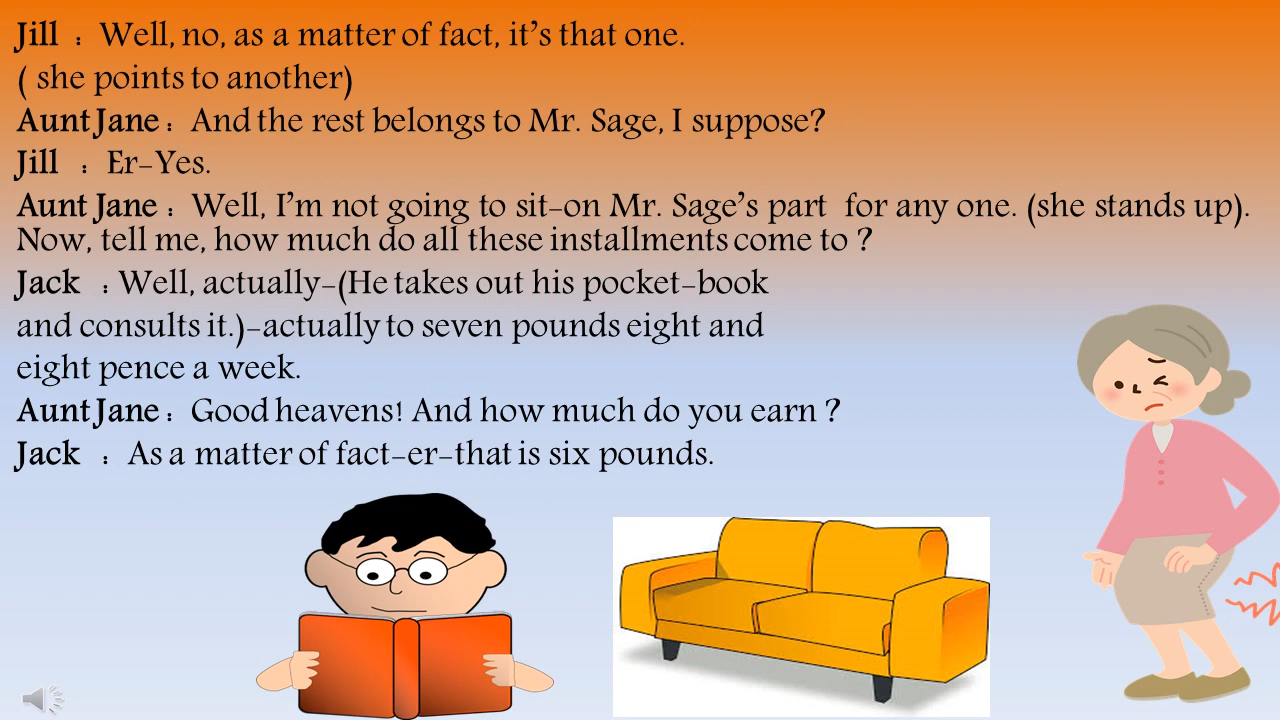 Jill : Well, no, as a matter of fact, it's that one.
( she points to another)
Aunt Jane : And the rest belongs to Mr. Sage, I suppose?
Jill : Er-Yes.
Aunt Jane : Well, I'm not going to sit-on Mr. Sage's part for any one. (she stands up).
Now, tell me, how much do all these installments come to ?
Jack : Well, actually-(He takes out his pocket-book
and consults it.)-actually to seven pounds eight and
eight pence a week.
Aunt Jane : Good heavens! And how much do you earn ?
Jack : As a matter of fact-er-that is six pounds.